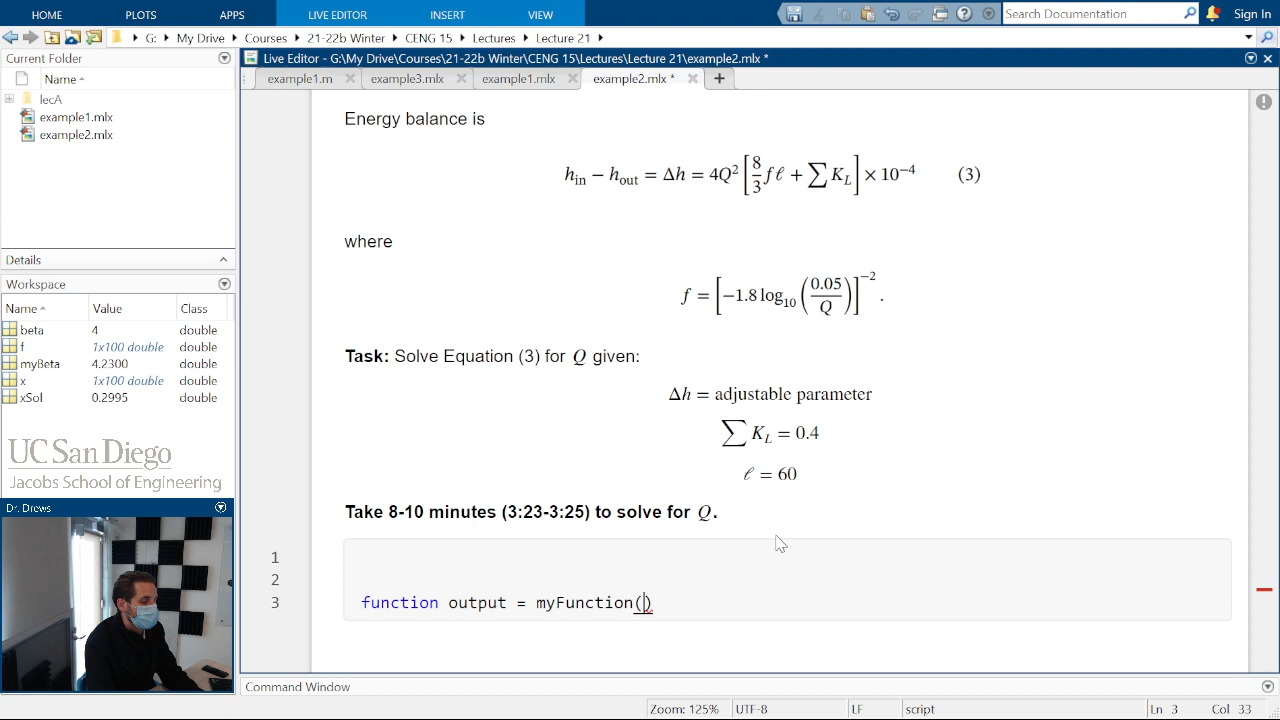 HOME PLOTS APPS LIVE EDITOR INSERT VIEW Search Documentation Sign In
G: My Drive Courses 21-22b Winter CENG 15 Lectures Lecture 21
Current Folder
Name
lecA
example1.mlx
example2.mlx
Details
Workspace
Name Value Class
beta 4 double
f 1x100 double double
myBeta 4.2300 double
x 1x100 double double
xSol 0.2995 double
UC San Diego
Jacobs School of Engineering
Dr. Drews
Live Editor - G:\My Drive\Courses\21-22b Winter\CENG 15\Lectures\Lecture 21\example2.mlx *
example1.m example3.mlx example1.mlx example2.mlx *
Energy balance is
h_in − h_out = Δh = 4Q² [8/3 fℓ + ∑ K_L] × 10⁻⁴ (3)
where
f = [−1.8 log₁₀ (0.05/Q)]⁻².
Task: Solve Equation (3) for Q given:
Δh = adjustable parameter
∑ K_L = 0.4
ℓ = 60
Take 8-10 minutes (3:23-3:25) to solve for Q.
1
2
3 function output = myFunction()
Command Window
Zoom: 125% UTF-8 LF script Ln 3 Col 33